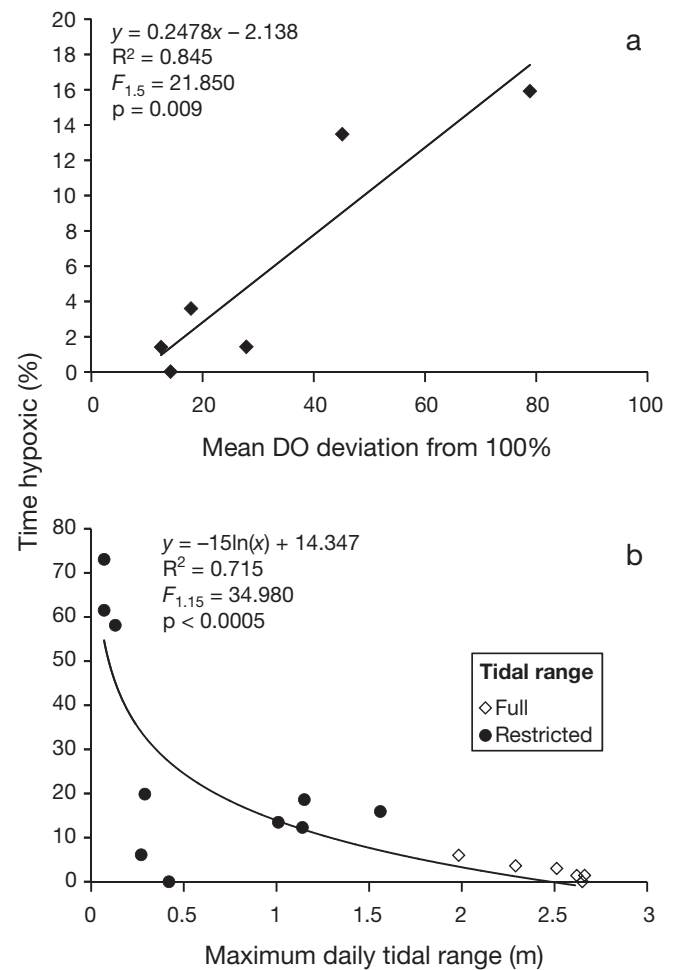 a
y = 0.2478x – 2.138
R² = 0.845
F₁.₅ = 21.850
p = 0.009
20
18
16
14
12
10
8
6
4
2
0
0 20 40 60 80 100
Mean DO deviation from 100%
Time hypoxic (%)
b
y = –15ln(x) + 14.347
R² = 0.715
F₁.₁₅ = 34.980
p < 0.0005
Tidal range
Full
Restricted
80
70
60
50
40
30
20
10
0
0 0.5 1 1.5 2 2.5 3
Maximum daily tidal range (m)